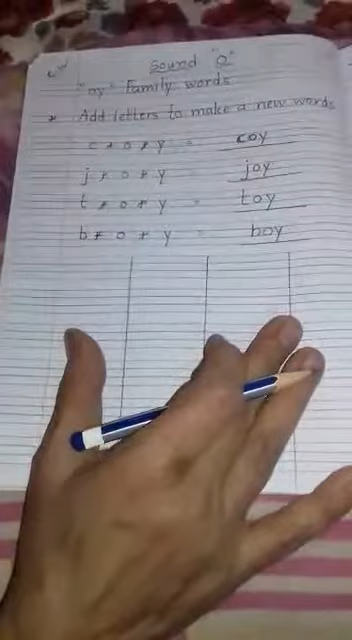 Sound "O"
"oy" Family words
* Add letters to make a new words
c + o + y = coy
j + o + y = joy
t + o + y = toy
b + o + y = boy